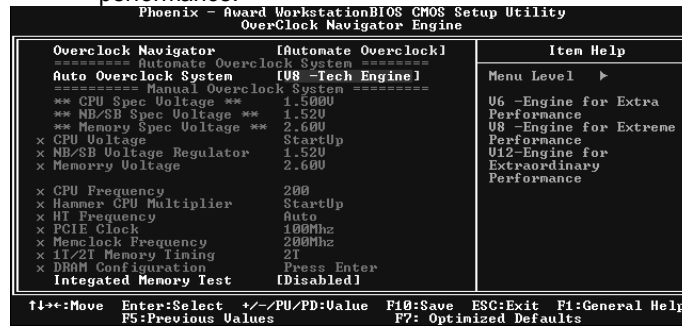 performance.
Phoenix - Award WorkstationBIOS CMOS Setup Utility
OverClock Navigator Engine
Overclock Navigator [Automate Overclock]
========= Automate Overclock System ========
Auto Overclock System [V8 -Tech Engine]
========== Manual Overclock System =========
** CPU Spec Voltage ** 1.500V
** NB/SB Spec Voltage ** 1.52V
** Memory Spec Voltage ** 2.60V
x CPU Voltage StartUp
x NB/SB Voltage Regulator 1.52V
x Memorry Voltage 2.60V
x CPU Frequency 200
x Hammer CPU Multiplier StartUp
x HT Frequency Auto
x PCIE Clock 100Mhz
x Memclock Frequency 200Mhz
x 1T/2T Memory Timing 2T
x DRAM Configuration Press Enter
Integated Memory Test [Disabled]
Item Help
Menu Level ▶
V6 -Engine for Extra
Performance
V8 -Engine for Extreme
Performance
V12-Engine for
Extraordinary
Performance
↑↓→←:Move Enter:Select +/-/PU/PD:Value F10:Save ESC:Exit F1:General Help
F5:Previous Values F7: Optimized Defaults